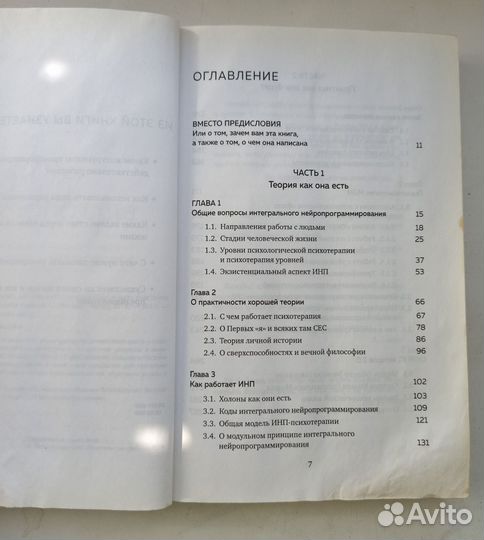 ИЗ ЭТОЙ КНИГИ ВЫ УЗНАЕТЕ
ОГЛАВЛЕНИЕ
ВМЕСТО ПРЕДИСЛОВИЯ
Или о том, зачем вам эта книга,
а также о том, о чем она написана 11
ЧАСТЬ 1
Теория как она есть
ГЛАВА 1
Общие вопросы интегрального нейропрограммирования 15
1.1. Направления работы с людьми 18
1.2. Стадии человеческой жизни 25
1.3. Уровни психологической психотерапии
и психотерапия уровней 37
1.4. Экзистенциальный аспект ИНП 53
Глава 2
О практичности хорошей теории 66
2.1. С чем работает психотерапия 67
2.2. О Первых «я» и всяких там СЕС 78
2.3. Теория личной истории 86
2.4. О сверхспособностях и вечной философии 96
Глава 3
Как работает ИНП 102
3.1. Холоны как они есть 103
3.2. Коды интегрального нейропрограммирования 109
3.3. Общая модель ИНП-психотерапии 121
3.4. О модульном принципе интегрального
нейропрограммирования 131
7
Avito